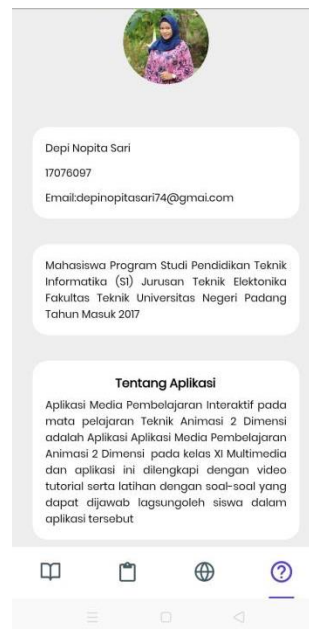 Depi Nopita Sari
17076097
Email:depinopitasari74@gmai.com
Mahasiswa Program Studi Pendidikan Teknik
Informatika (S1) Jurusan Teknik Elektonika
Fakultas Teknik Universitas Negeri Padang
Tahun Masuk 2017
Tentang Aplikasi
Aplikasi Media Pembelajaran Interaktif pada
mata pelajaran Teknik Animasi 2 Dimensi
adalah Aplikasi Aplikasi Media Pembelajaran
Animasi 2 Dimensi pada kelas XI Multimedia
dan aplikasi ini dilengkapi dengan video
tutorial serta latihan dengan soal-soal yang
dapat dijawab lagsungoleh siswa dalam
aplikasi tersebut